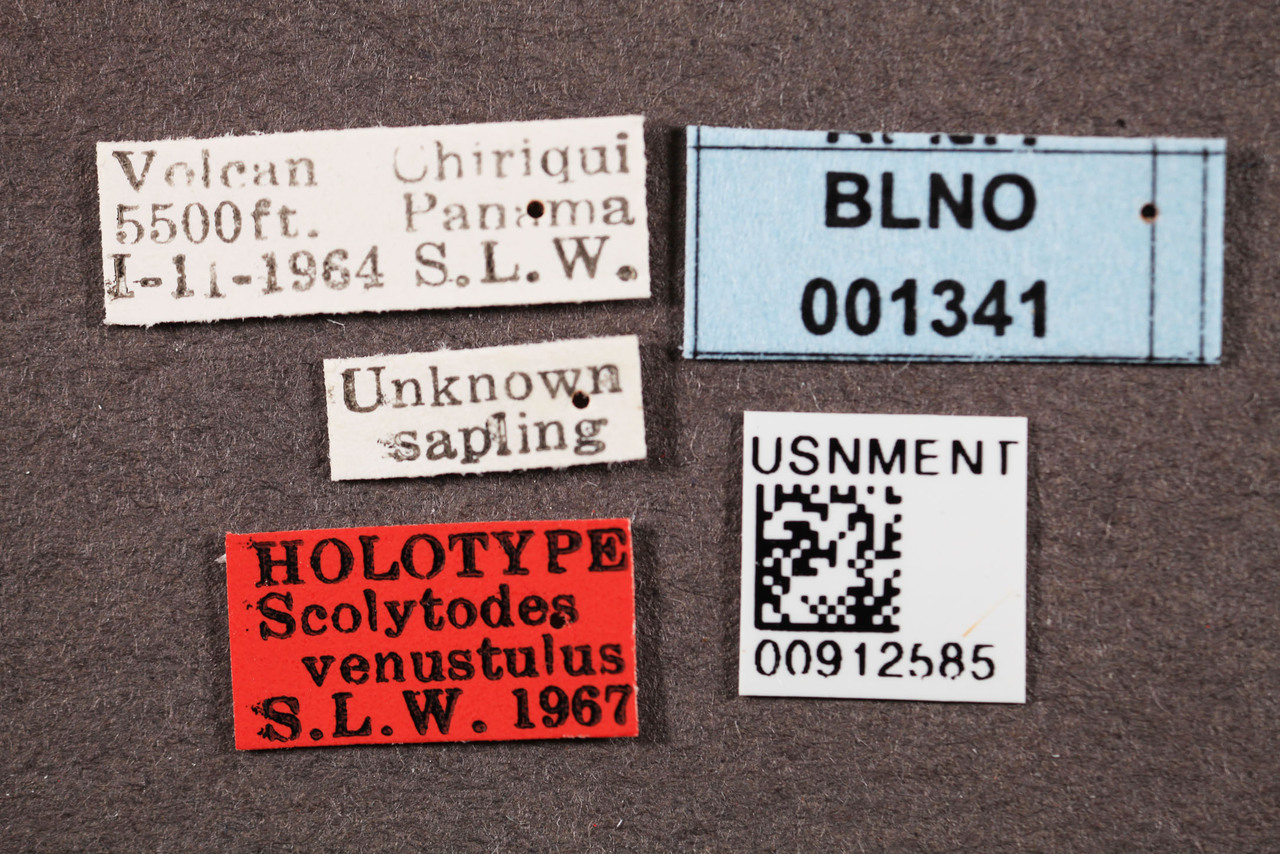 Volcan Chiriqui
5500ft. Panama
I-11-1964 S.L.W.
Unknown
sapling
HOLOTYPE
Scolytodes
venustulus
S.L.W. 1967
BLNO
001341
USNMENT
00912585